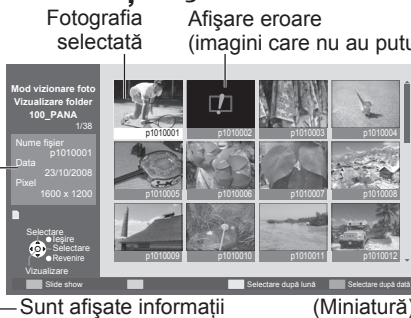 Fotografia
selectată
Afişare eroare
(imagini care nu au putu
Mod vizionare foto
Vizualizare folder
100_PANA
1/38
Nume fişier
p1010001
Data
23/10/2008
Pixel
1600 x 1200
Selectare
Ieşire
Selectare
Revenire
Vizualizare
p1010001
p1010002
p1010003
p1010004
p1010005
p1010006
p1010007
p1010008
p1010009
p1010010
p1010011
p1010012
Slide show
Selectare după lună
Selectare după dată
Sunt afişate informaţii
(Miniatură)